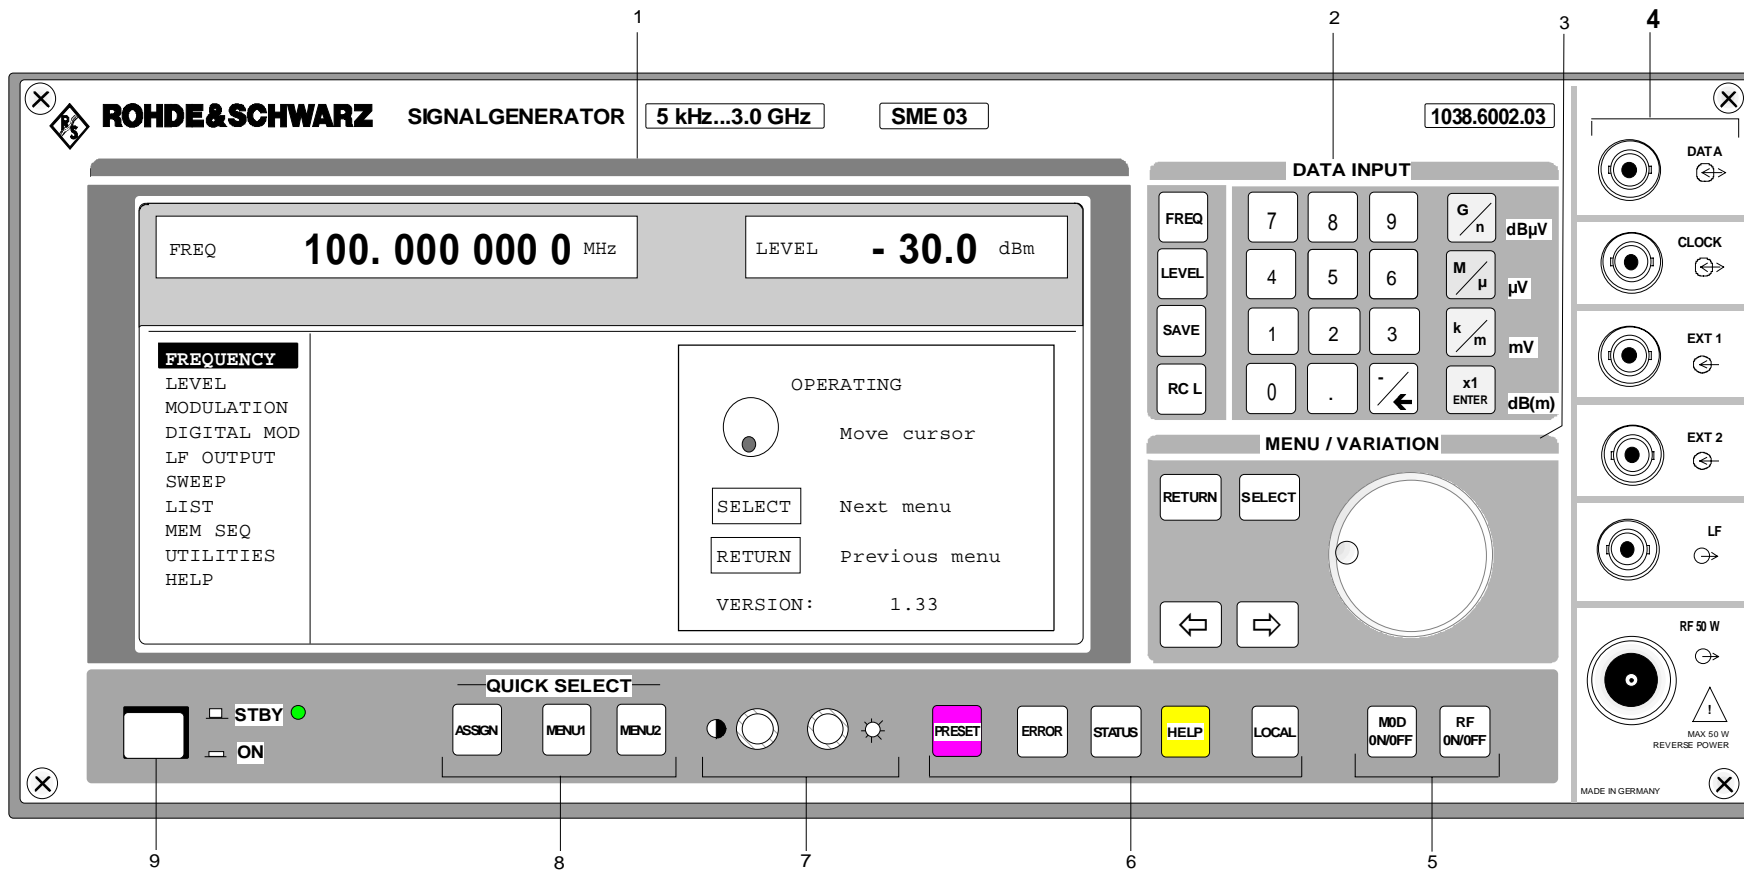 1
2
3
4
R&S
ROHDE&SCHWARZ
SIGNALGENERATOR
5 kHz...3.0 GHz
SME 03
1038.6002.03
DATA INPUT
FREQ
100. 000 000 0 MHz
LEVEL
- 30.0 dBm
FREQUENCY
LEVEL
MODULATION
DIGITAL MOD
LF OUTPUT
SWEEP
LIST
MEM SEQ
UTILITIES
HELP
OPERATING
Move cursor
SELECT Next menu
RETURN Previous menu
VERSION: 1.33
FREQ
7 8 9
G/n
dBµV
LEVEL
4 5 6
M/µ
µV
SAVE
1 2 3
k/m
mV
RC L
0 . -/
x1
ENTER
dB(m)
MENU / VARIATION
RETURN
SELECT
DATA
CLOCK
EXT 1
EXT 2
LF
RF 50 W
!
MAX 50 W
REVERSE POWER
MADE IN GERMANY
STBY
ON
QUICK SELECT
ASSIGN
MENU1
MENU2
PRESET
ERROR
STATUS
HELP
LOCAL
M0D
0N/0FF
RF
0N/0FF
9
8
7
6
5